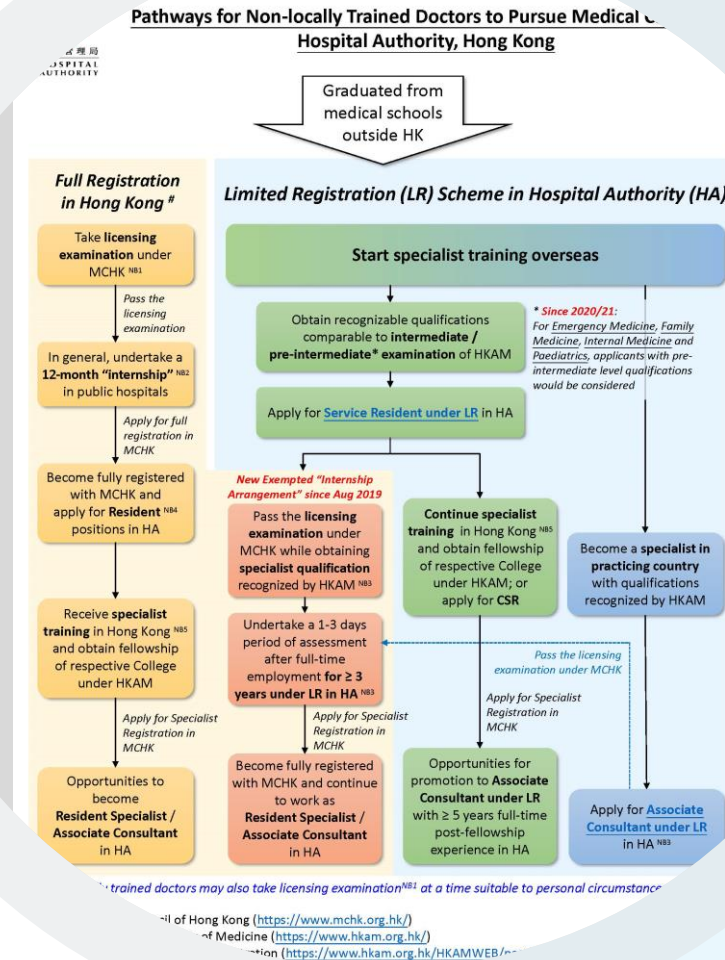 Pathways for Non-locally Trained Doctors to Pursue Medical
Hospital Authority, Hong Kong
管理局
HOSPITAL
AUTHORITY
Graduated from
medical schools
outside HK
Full Registration
in Hong Kong #
Take licensing
examination under
MCHK NB1
Pass the
licensing
examination
In general, undertake a
12-month “internship” NB2
in public hospitals
Apply for full
registration in
MCHK
Become fully registered
with MCHK and
apply for Resident NB4
positions in HA
Receive specialist
training in Hong Kong NB5
and obtain fellowship
of respective College
under HKAM
Apply for Specialist
Registration in
MCHK
Opportunities to
become
Resident Specialist /
Associate Consultant
in HA
Limited Registration (LR) Scheme in Hospital Authority (HA)
Start specialist training overseas
Obtain recognizable qualifications
comparable to intermediate /
pre-intermediate* examination of HKAM
* Since 2020/21:
For Emergency Medicine, Family
Medicine, Internal Medicine and
Paediatrics, applicants with pre-
intermediate level qualifications
would be considered
Apply for Service Resident under LR in HA
New Exempted “Internship
Arrangement” since Aug 2019
Pass the licensing
examination under
MCHK while obtaining
specialist qualification
recognized by HKAM NB3
Undertake a 1-3 days
period of assessment
after full-time
employment for ≥ 3
years under LR in HA NB3
Apply for Specialist
Registration in
MCHK
Become fully registered
with MCHK and continue
to work as
Resident Specialist /
Associate Consultant
in HA
Continue specialist
training in Hong Kong NB5
and obtain fellowship
of respective College
under HKAM; or
apply for CSR
Apply for Specialist
Registration in
MCHK
Opportunities for
promotion to Associate
Consultant under LR
with ≥ 5 years full-time
post-fellowship
experience in HA
Become a specialist in
practicing country
with qualifications
recognized by HKAM
Pass the licensing
examination under MCHK
Apply for Associate
Consultant under LR
in HA NB3
trained doctors may also take licensing examination NB1 at a time suitable to personal circumstance
of Hong Kong (https://www.mchk.org.hk/)
of Medicine (https://www.hkam.org.hk/)
(https://www.hkam.org.hk/HKAMWEB/